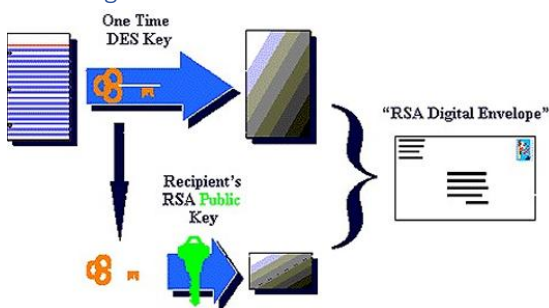 One Time
DES Key
"RSA Digital Envelope"
Recipient's
RSA Public
Key